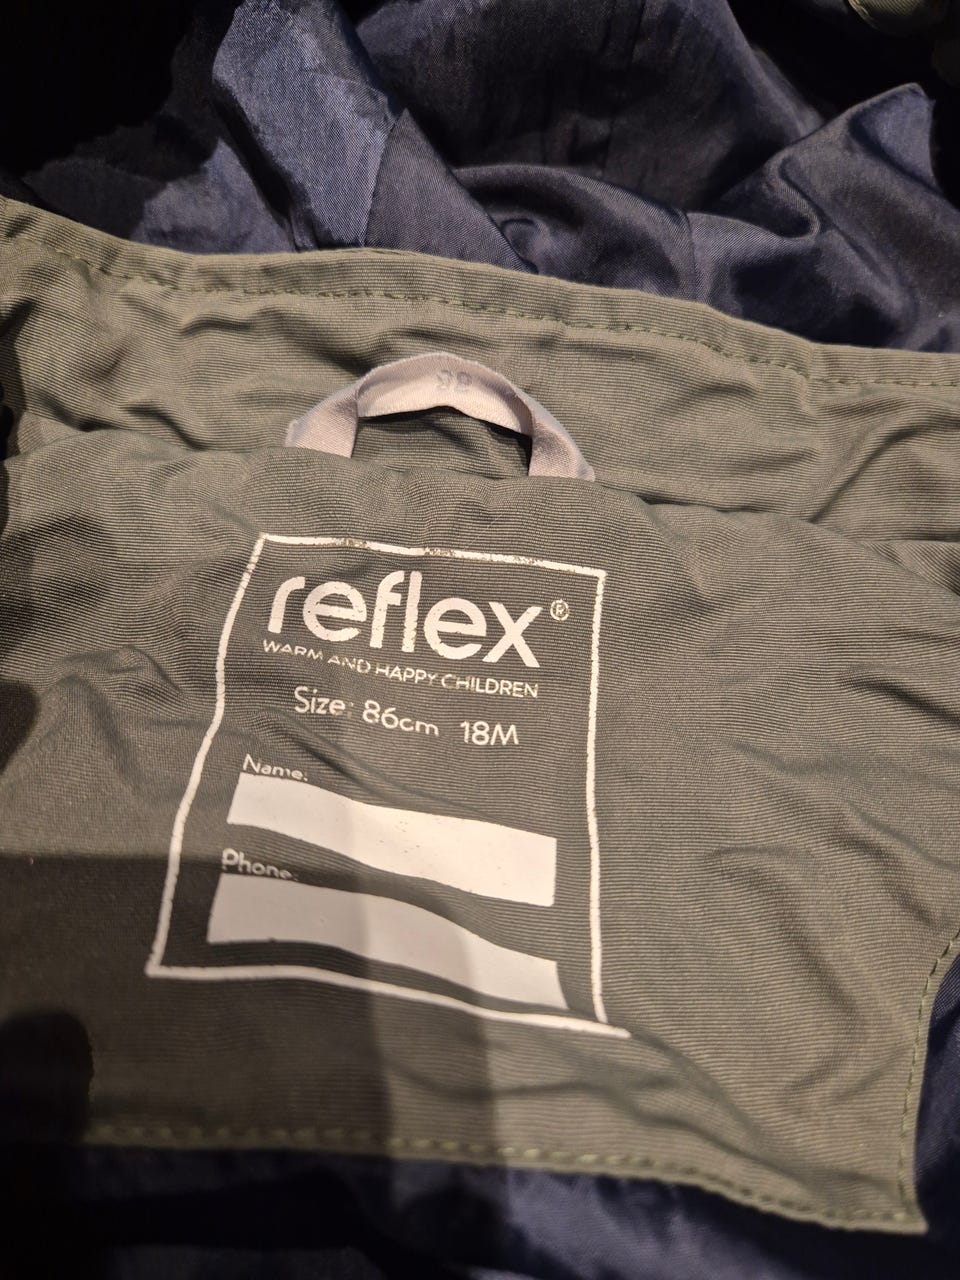 reflex®
WARM AND HAPPY CHILDREN
Size: 86cm 18M
Name:
Phone: